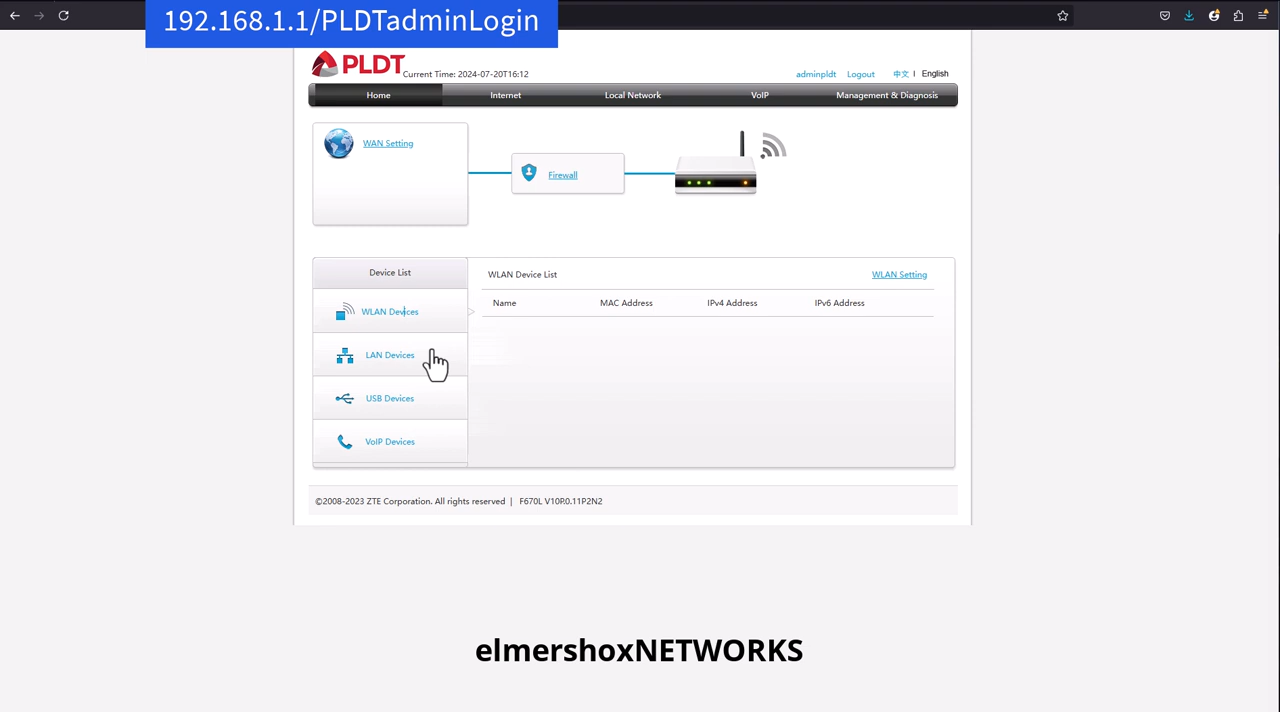 192.168.1.1/PLDTadminLogin
PLDT
Current Time: 2024-07-20T16:12
adminpldt Logout 中文 | English
Home Internet Local Network VoIP Management & Diagnosis
WAN Setting
Firewall
Device List
WLAN Devices
LAN Devices
USB Devices
VoIP Devices
WLAN Device List WLAN Setting
Name MAC Address IPv4 Address IPv6 Address
©2008-2023 ZTE Corporation. All rights reserved | F670L V10P.0.11P2N2
elmershoxNETWORKS